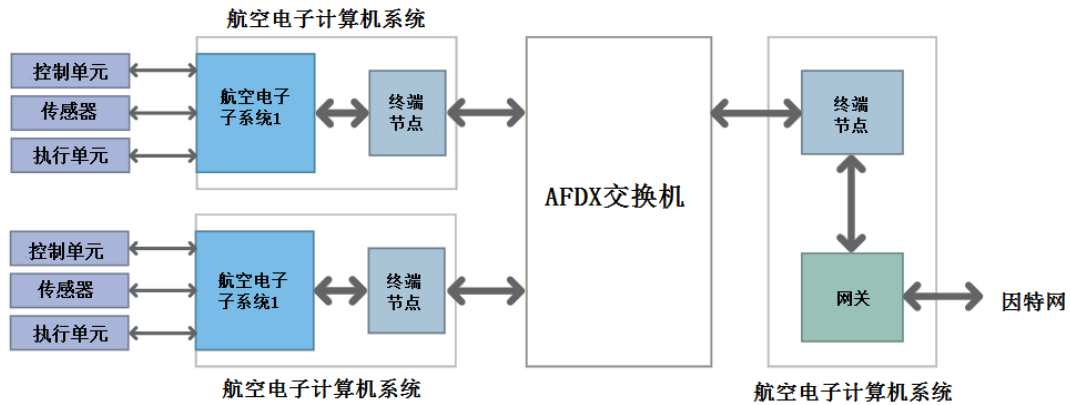 航空电子计算机系统
控制单元
传感器
执行单元
航空电子
子系统1
终端
节点
控制单元
传感器
执行单元
航空电子
子系统1
终端
节点
航空电子计算机系统
AFDX交换机
终端
节点
网关
因特网
航空电子计算机系统